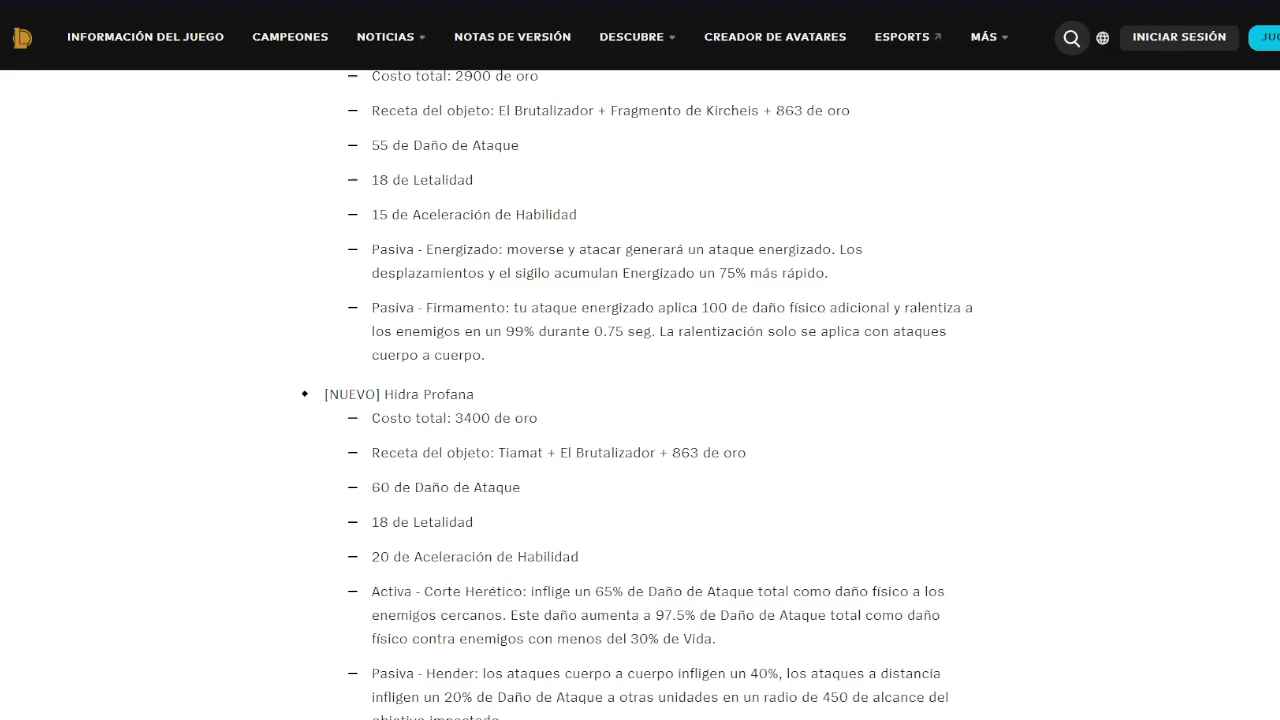 INFORMACIÓN DEL JUEGO CAMPEONES NOTICIAS NOTAS DE VERSIÓN DESCUBRE CREADOR DE AVATARES ESPORTS MÁS INICIAR SESIÓN
— Costo total: 2900 de oro
— Receta del objeto: El Brutalizador + Fragmento de Kircheis + 863 de oro
— 55 de Daño de Ataque
— 18 de Letalidad
— 15 de Aceleración de Habilidad
— Pasiva - Energizado: moverse y atacar generará un ataque energizado. Los
desplazamientos y el sigilo acumulan Energizado un 75% más rápido.
— Pasiva - Firmamento: tu ataque energizado aplica 100 de daño físico adicional y ralentiza a
los enemigos en un 99% durante 0.75 seg. La ralentización solo se aplica con ataques
cuerpo a cuerpo.
[NUEVO] Hidra Profana
— Costo total: 3400 de oro
— Receta del objeto: Tiamat + El Brutalizador + 863 de oro
— 60 de Daño de Ataque
— 18 de Letalidad
— 20 de Aceleración de Habilidad
— Activa - Corte Herético: inflige un 65% de Daño de Ataque total como daño físico a los
enemigos cercanos. Este daño aumenta a 97.5% de Daño de Ataque total como daño
físico contra enemigos con menos del 30% de Vida.
— Pasiva - Hender: los ataques cuerpo a cuerpo infligen un 40%, los ataques a distancia
infligen un 20% de Daño de Ataque a otras unidades en un radio de 450 de alcance del
objetivo impactado.